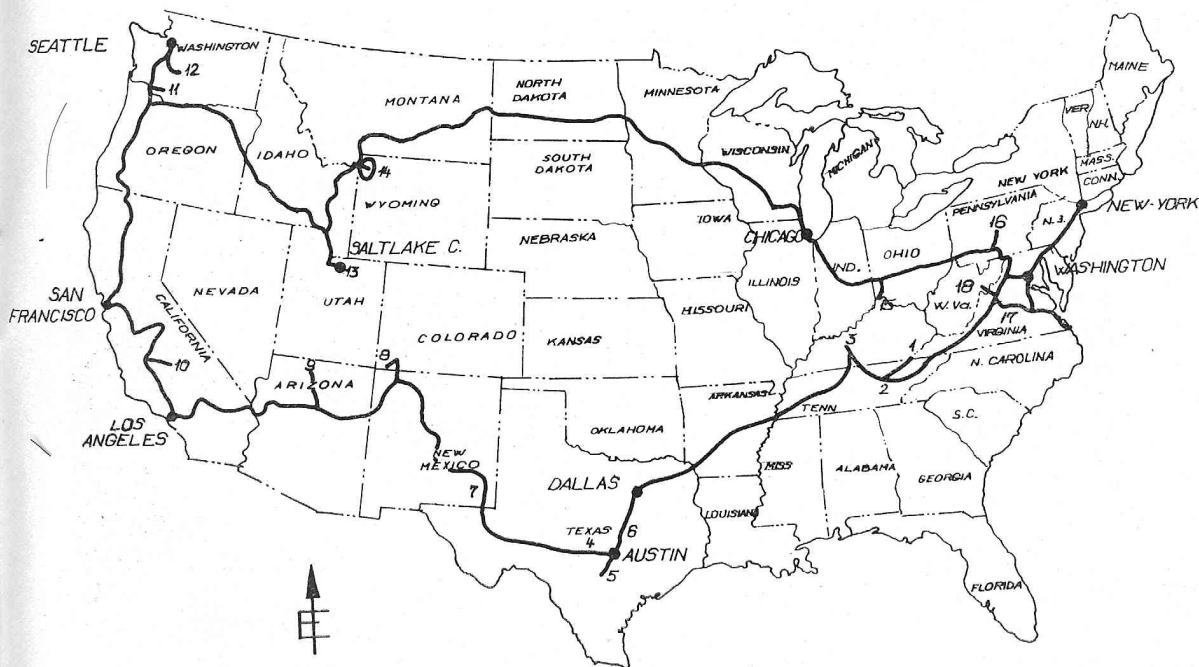 SEATTLE
WASHINGTON
12
11
MONTANA
NORTH
DAKOTA
MINNESOTA
MAINE
VER.
N.H.
MASS.
CONN.
OREGON
IDAHO
14
WYOMING
SOUTH
DAKOTA
WISCONSIN
MICHIGAN
NEW YORK
PENNSYLVANIA
N.J.
NEW-YORK
SALTLAKE C.
13
NEBRASKA
IOWA
CHICAGO
IND.
OHIO
16
WASHINGTON
SAN
FRANCISCO
NEVADA
UTAH
CALIFORNIA
COLORADO
KANSAS
ILLINOIS
MISSOURI
15
18
W.Va.
17
VIRGINIA
N. CAROLINA
10
9
8
ARIZONA
3
1
2
ARKANSAS
TENN
S.C.
LOS
ANGELES
NEW
MEXICO
7
OKLAHOMA
DALLAS
MISS
ALABAMA
GEORGIA
LOUISIAN
TEXAS
4
6
AUSTIN
5
FLORIDA